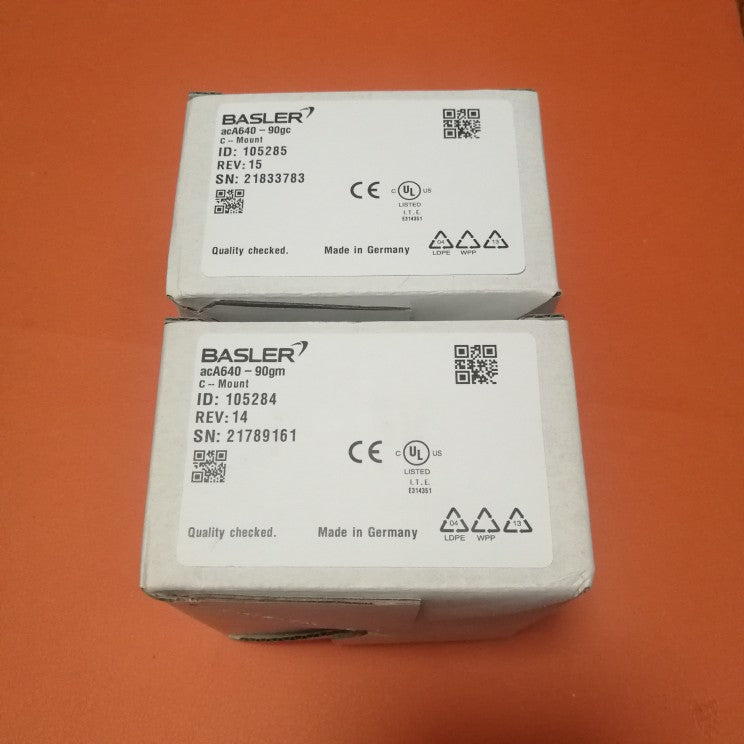 BASLER
acA640 – 90gc
C – Mount
ID: 105285
REV: 15
SN: 21833783
CE
C UL US
LISTED
I.T.E.
E314351
Quality checked.
Made in Germany
04 13
LDPE WPP
BASLER
acA640 – 90gm
C – Mount
ID: 105284
REV: 14
SN: 21789161
CE
C UL US
LISTED
I.T.E.
E314351
Quality checked.
Made in Germany
04 13
LDPE WPP